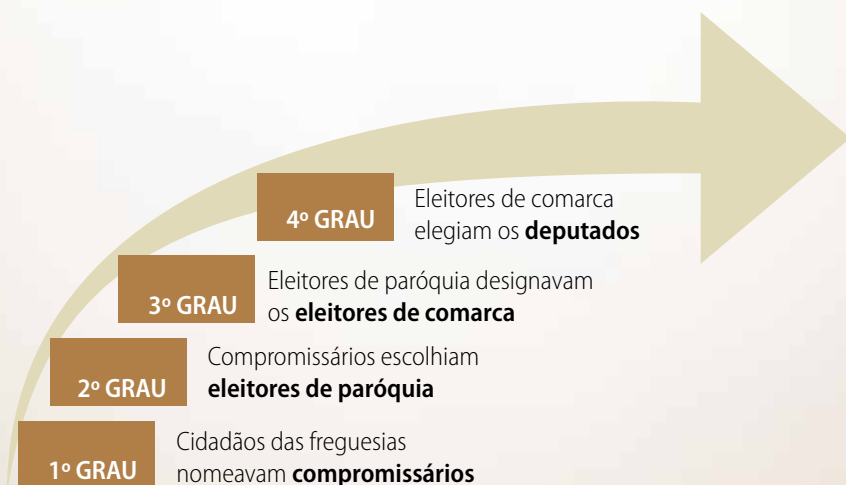 4º GRAU
Eleitores de comarca
elegiam os deputados
3º GRAU
Eleitores de paróquia designavam
os eleitores de comarca
2º GRAU
Compromissários escolhiam
eleitores de paróquia
1º GRAU
Cidadãos das freguesias
nomeavam compromissários